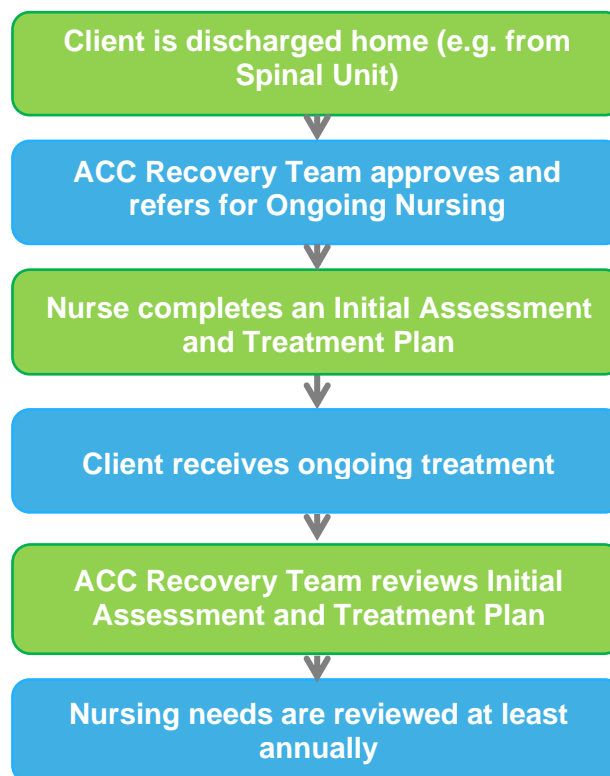 Client is discharged home (e.g. from
Spinal Unit)
ACC Recovery Team approves and
refers for Ongoing Nursing
Nurse completes an Initial Assessment
and Treatment Plan
Client receives ongoing treatment
ACC Recovery Team reviews Initial
Assessment and Treatment Plan
Nursing needs are reviewed at least
annually